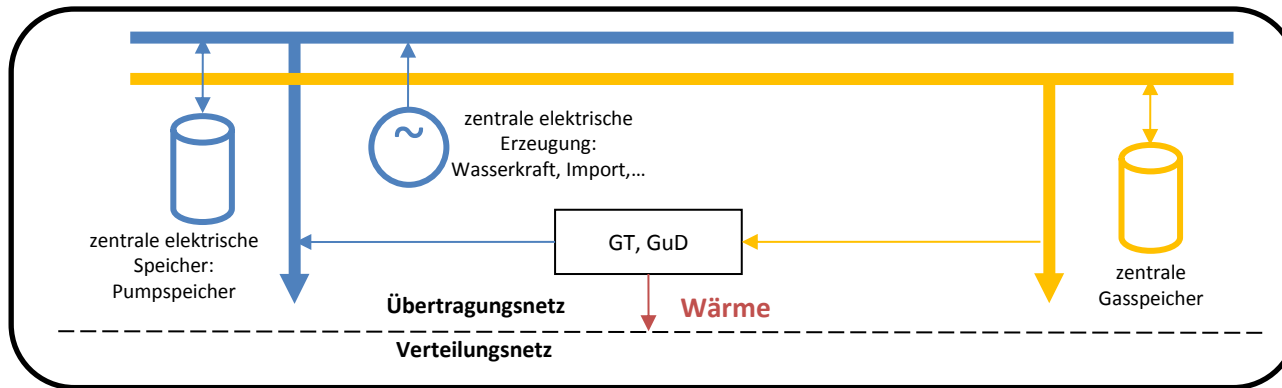 ~
zentrale elektrische
Erzeugung:
Wasserkraft, Import,...
zentrale elektrische
Speicher:
Pumpspeicher
GT, GuD
zentrale
Gasspeicher
Übertragungsnetz
Wärme
Verteilungsnetz